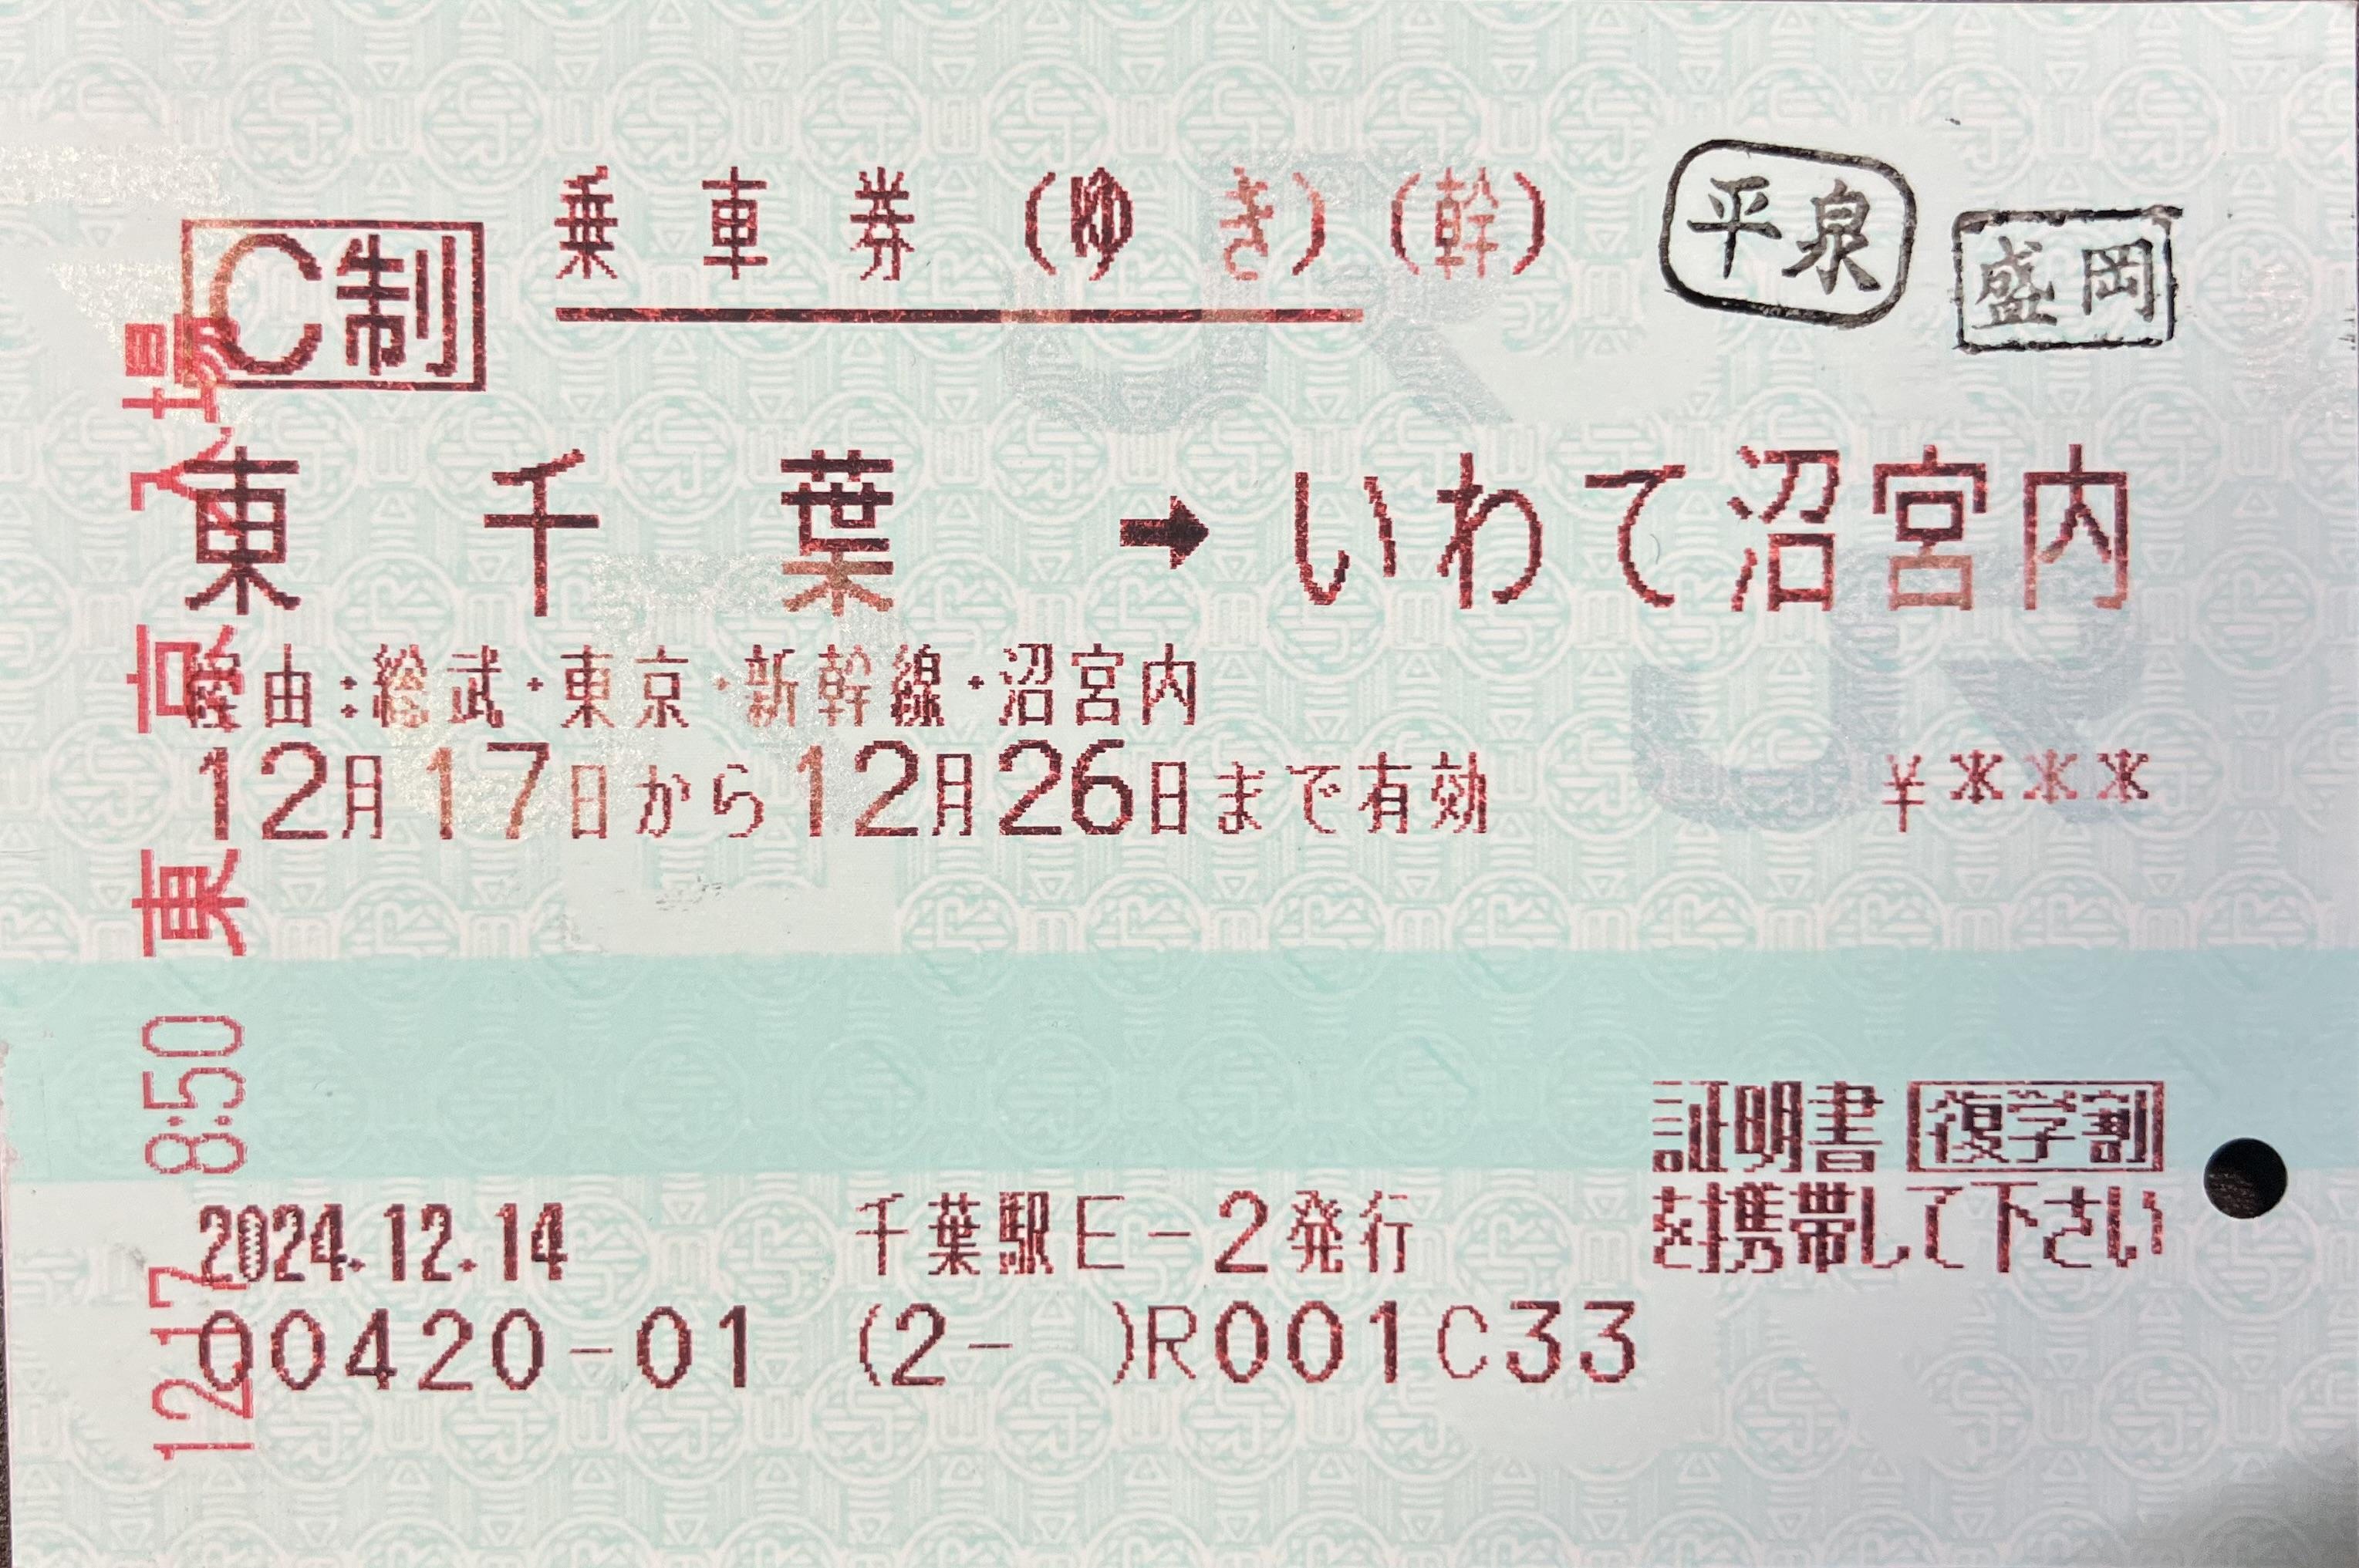 C制
乗車券(ゆき)(幹)
平泉
盛岡
東千葉→いわて沼宮内
経由:総武・東京・新幹線・沼宮内
12月17日から12月26日まで有効 ¥***
証明書 復学割
を携帯して下さい
2024.12.14 千葉駅E-2発行
00420-01 (2- )R001C33
12.17 8:50 東京入場